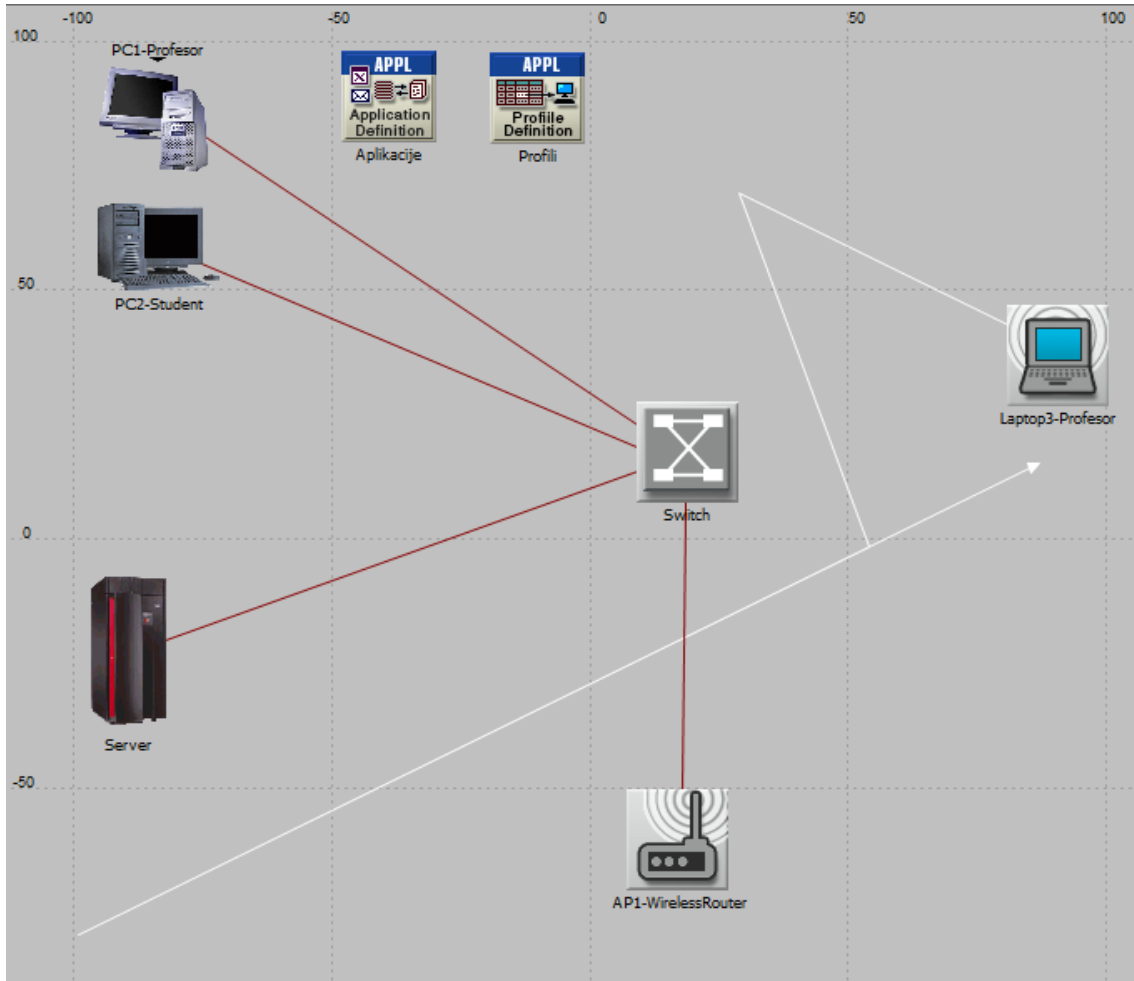 -100 -50 0 50 100
100
PC1-Profesor
APPL
Application
Definition
Aplikacije
APPL
Profiile
Definition
Profili
50
PC2-Student
Laptop3-Profesor
Switch
0
Server
-50
AP1-WirelessRouter